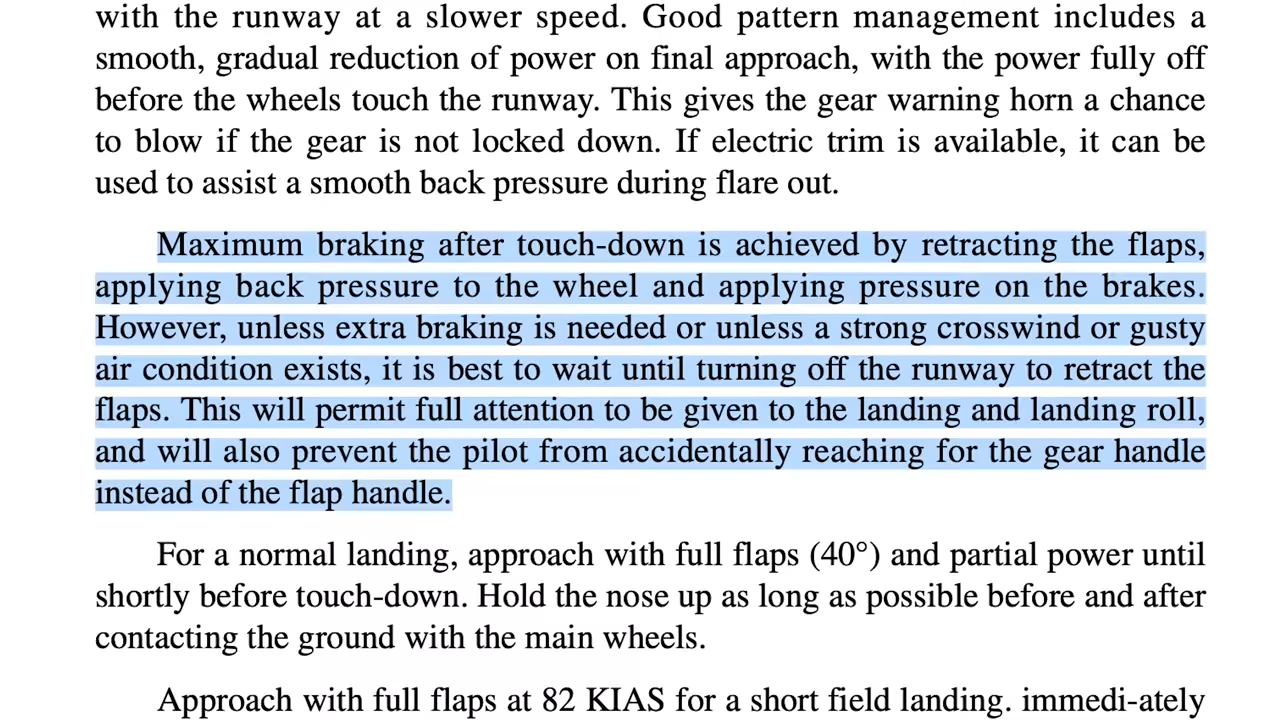 with the runway at a slower speed. Good pattern management includes a
smooth, gradual reduction of power on final approach, with the power fully off
before the wheels touch the runway. This gives the gear warning horn a chance
to blow if the gear is not locked down. If electric trim is available, it can be
used to assist a smooth back pressure during flare out.
Maximum braking after touch-down is achieved by retracting the flaps,
applying back pressure to the wheel and applying pressure on the brakes.
However, unless extra braking is needed or unless a strong crosswind or gusty
air condition exists, it is best to wait until turning off the runway to retract the
flaps. This will permit full attention to be given to the landing and landing roll,
and will also prevent the pilot from accidentally reaching for the gear handle
instead of the flap handle.
For a normal landing, approach with full flaps (40°) and partial power until
shortly before touch-down. Hold the nose up as long as possible before and after
contacting the ground with the main wheels.
Approach with full flaps at 82 KIAS for a short field landing. immedi-ately